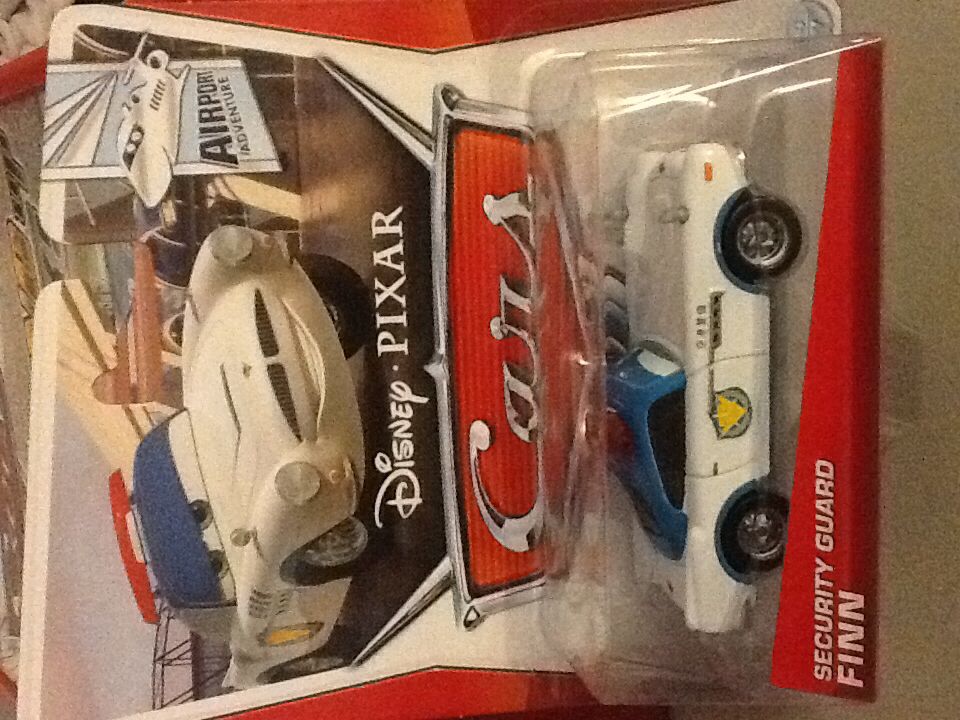 AIRPORT
ADVENTURE
DISNEY · PIXAR
Cars
SECURITY GUARD
FINN